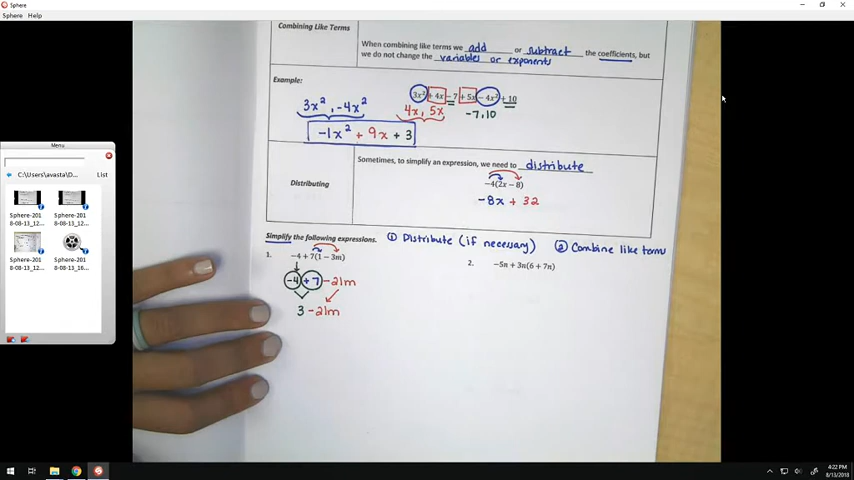 Sphere
Sphere Help
Menu
C:\Users\avasta\D... List
Sphere-201
8-08-13_12...
Sphere-201
8-08-13_12...
Sphere-201
8-08-13_12...
Sphere-201
8-08-13_16...
Combining Like Terms
When combining like terms we add or subtract the coefficients, but
we do not change the variables or exponents
Example:
3x² + 4x - 7 + 5x - 4x² + 10
3x², -4x² 4x, 5x -7, 10
-1x² + 9x + 3
Distributing
Sometimes, to simplify an expression, we need to distribute
-4(2x - 8)
-8x + 32
Simplify the following expressions. ① Distribute (if necessary) ② Combine like terms
1. -4 + 7(1 - 3m)
-4 + 7 - 21m
3 - 21m
2. -5n + 3n(6 + 7n)
4:22 PM
8/13/2018